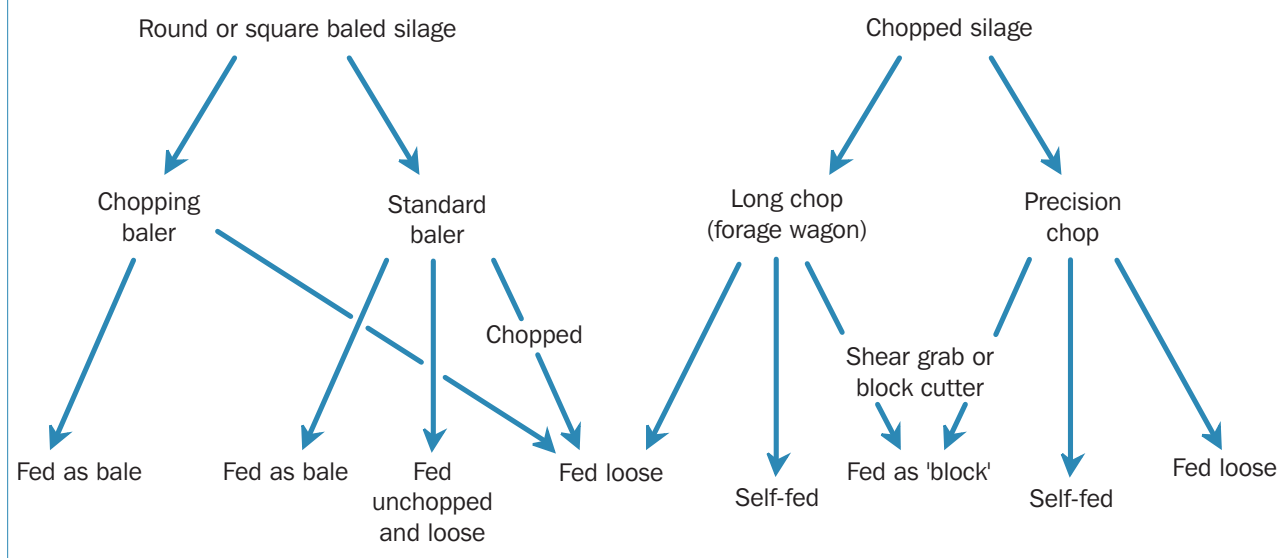 Round or square baled silage
Chopped silage
Chopping
baler
Standard
baler
Long chop
(forage wagon)
Precision
chop
Chopped
Shear grab or
block cutter
Fed as bale
Fed as bale
Fed
unchopped
and loose
Fed loose
Self-fed
Fed as 'block'
Self-fed
Fed loose